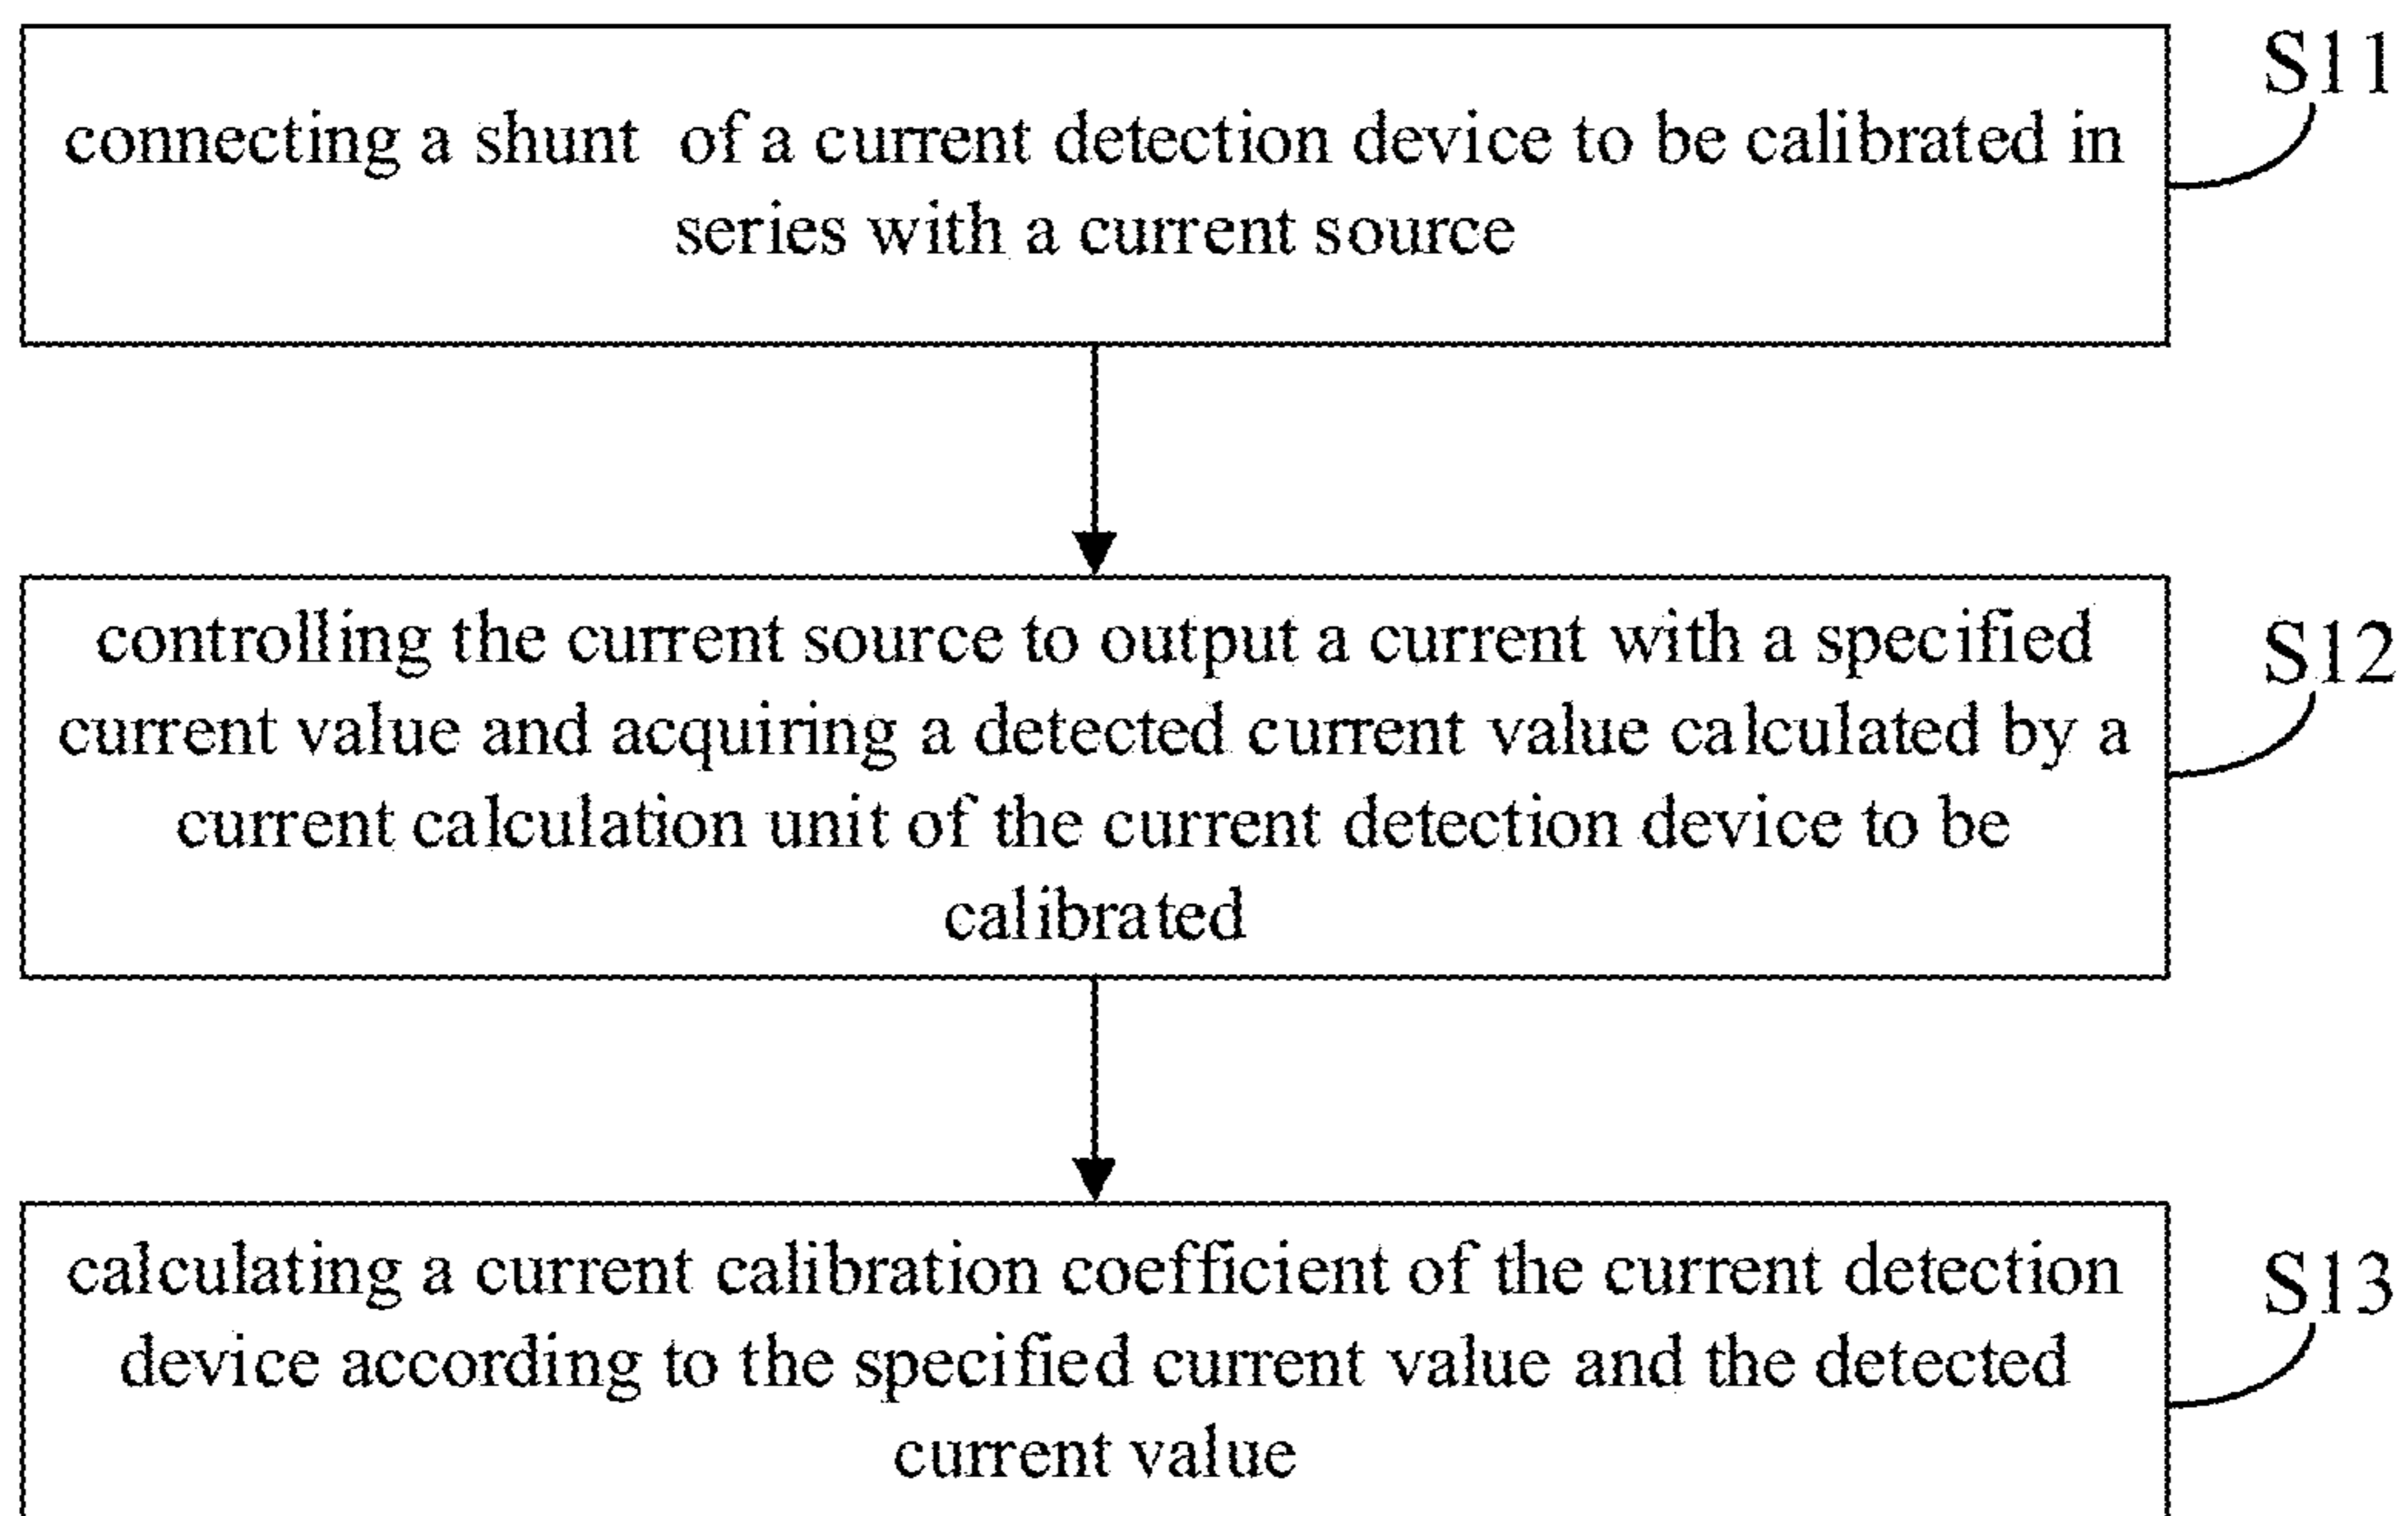 S11
connecting a shunt of a current detection device to be calibrated in
series with a current source
S12
controlling the current source to output a current with a specified
current value and acquiring a detected current value calculated by a
current calculation unit of the current detection device to be
calibrated
S13
calculating a current calibration coefficient of the current detection
device according to the specified current value and the detected
current value